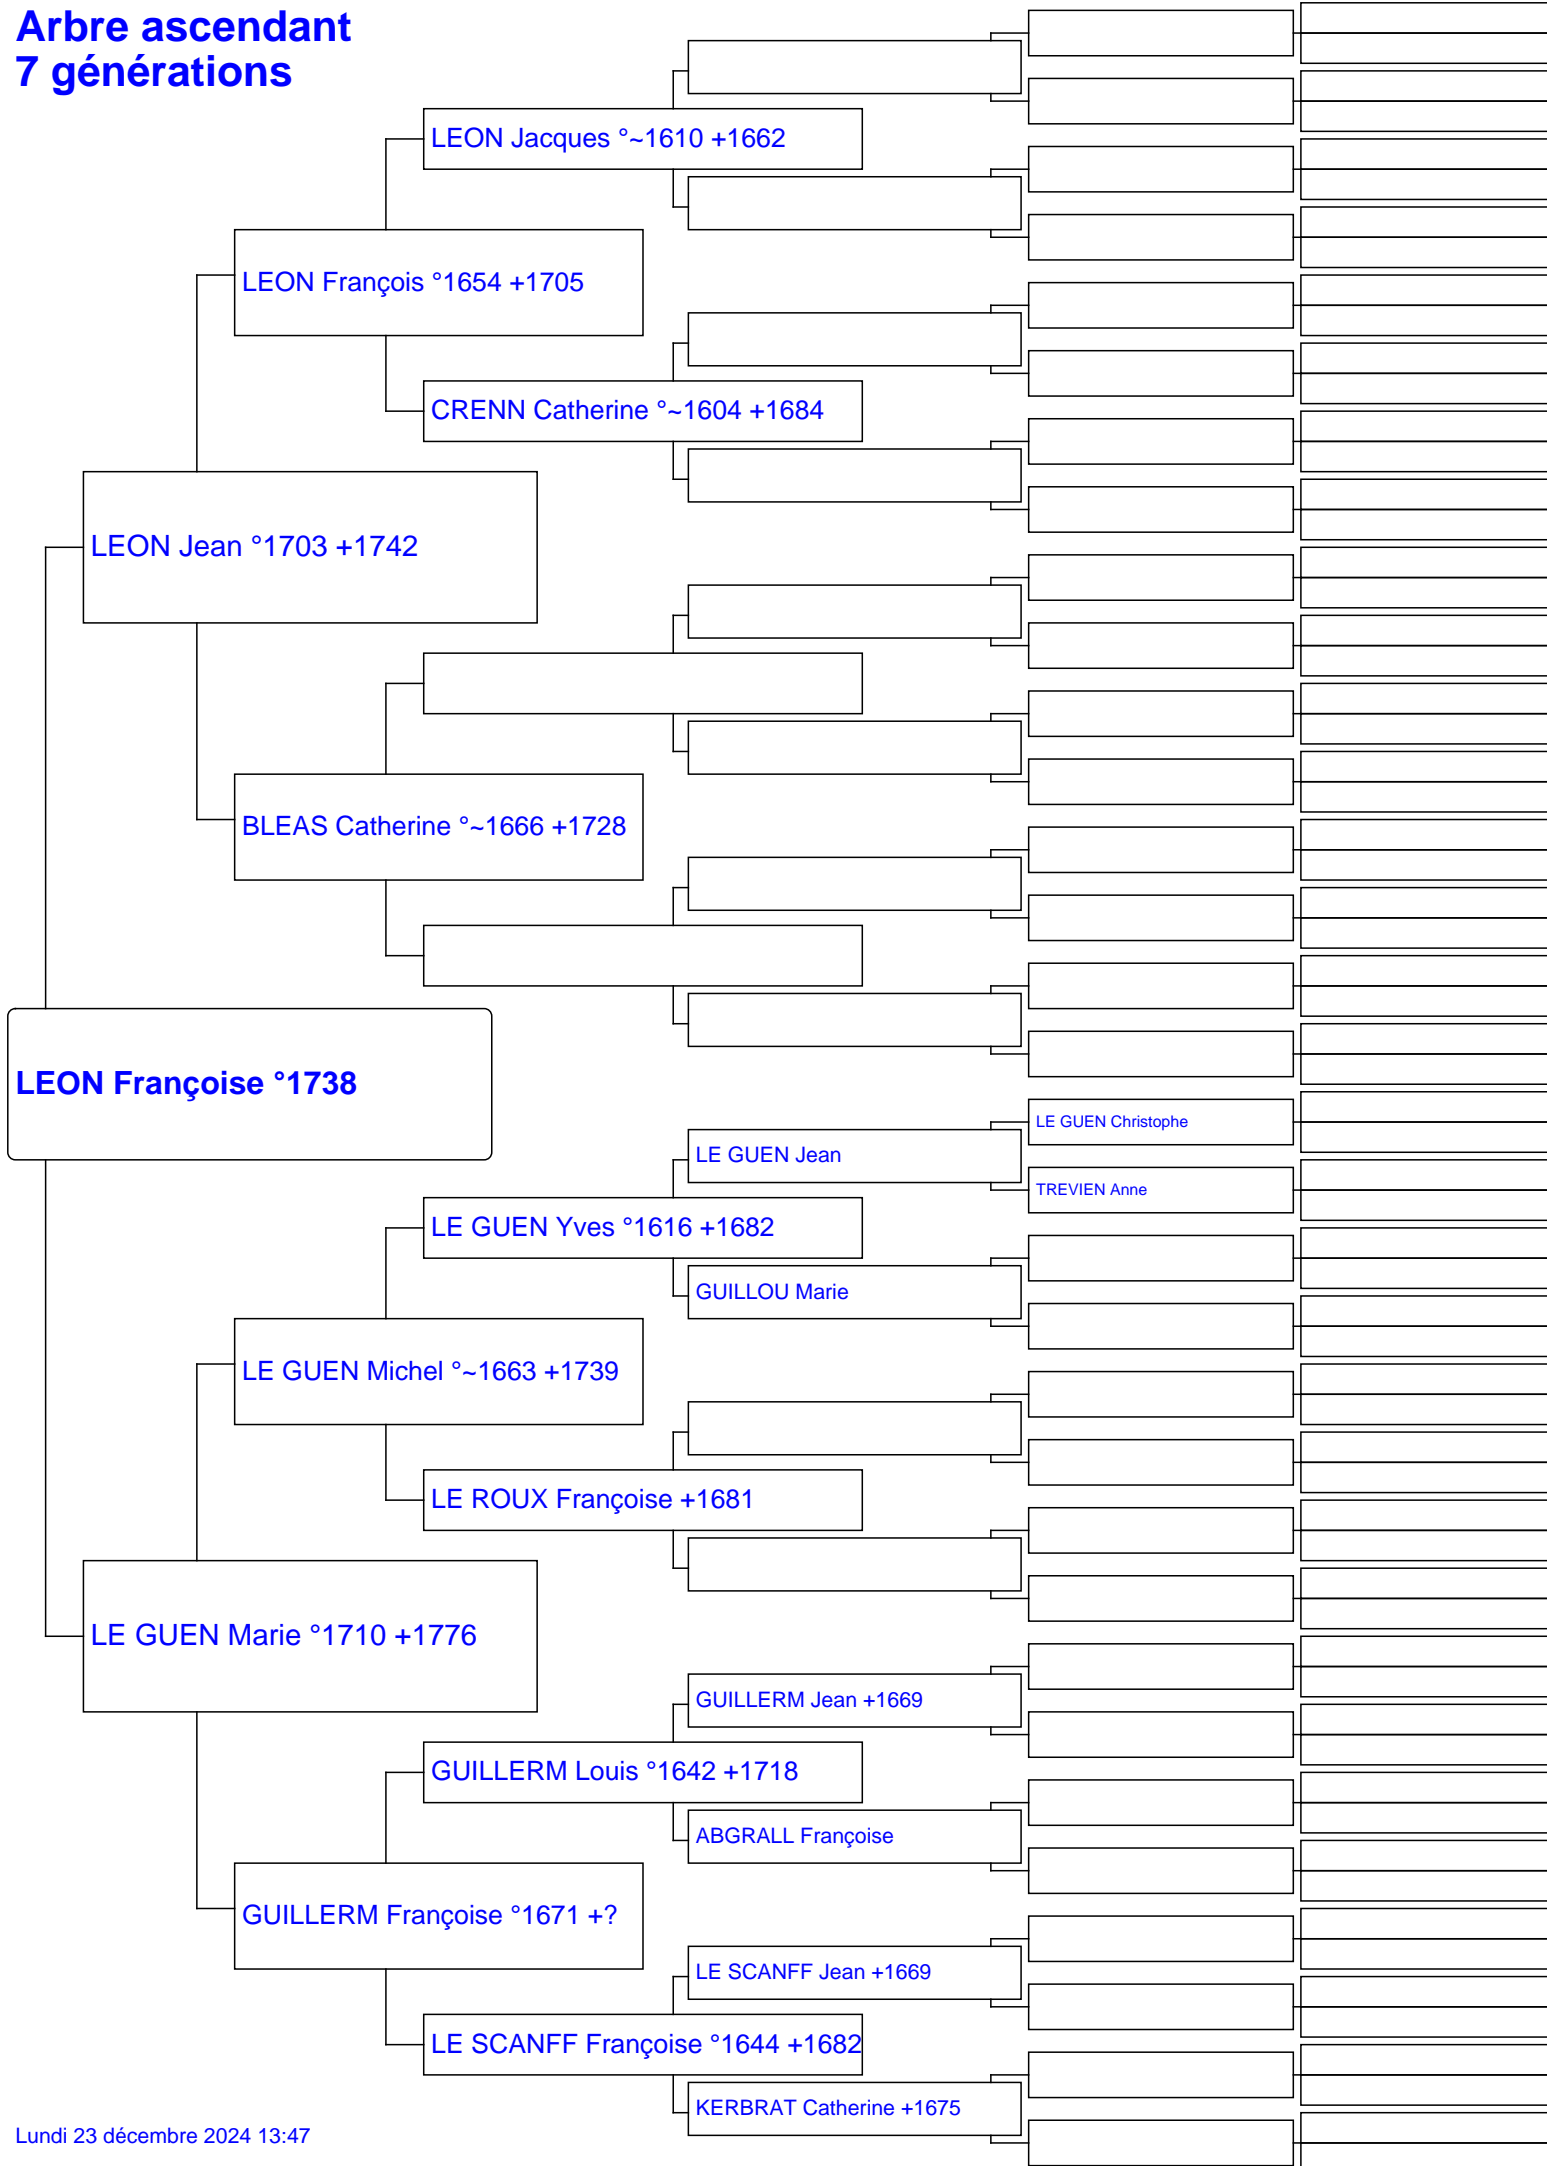 Arbre ascendant
7 générations
LEON Jacques °~1610 +1662
LEON François °1654 +1705
CRENN Catherine °~1604 +1684
LEON Jean °1703 +1742
BLEAS Catherine °~1666 +1728
LEON Françoise °1738
LE GUEN Christophe
LE GUEN Jean
TREVIEN Anne
LE GUEN Yves °1616 +1682
GUILLOU Marie
LE GUEN Michel °~1663 +1739
LE ROUX Françoise +1681
LE GUEN Marie °1710 +1776
GUILLERM Jean +1669
GUILLERM Louis °1642 +1718
ABGRALL Françoise
GUILLERM Françoise °1671 +?
LE SCANFF Jean +1669
LE SCANFF Françoise °1644 +1682
KERBRAT Catherine +1675
Lundi 23 décembre 2024 13:47